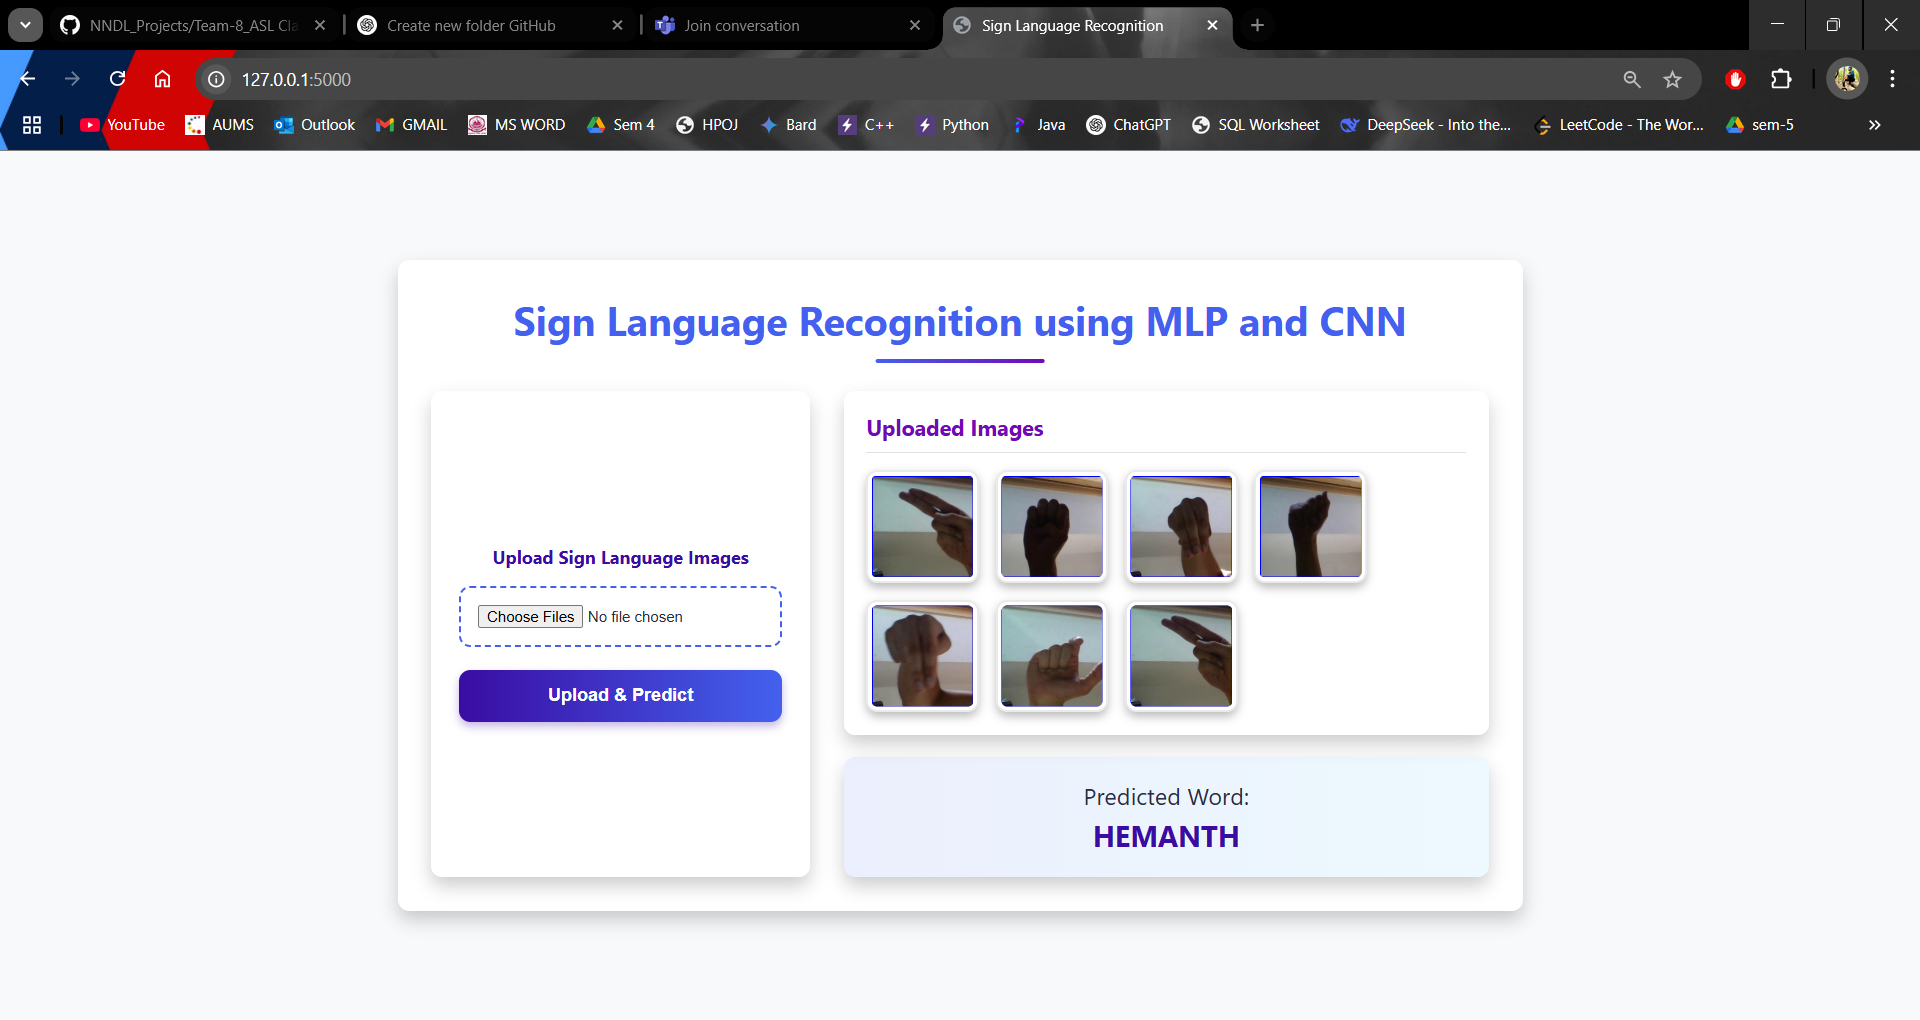 NNDL_Projects/Team-8_ASL Cla
Create new folder GitHub
Join conversation
Sign Language Recognition
127.0.0.1:5000
YouTube
AUMS
Outlook
GMAIL
MS WORD
Sem 4
HPOJ
Bard
C++
Python
Java
ChatGPT
SQL Worksheet
DeepSeek - Into the...
LeetCode - The Wor...
sem-5
Sign Language Recognition using MLP and CNN
Upload Sign Language Images
Choose Files No file chosen
Upload & Predict
Uploaded Images
Predicted Word:
HEMANTH